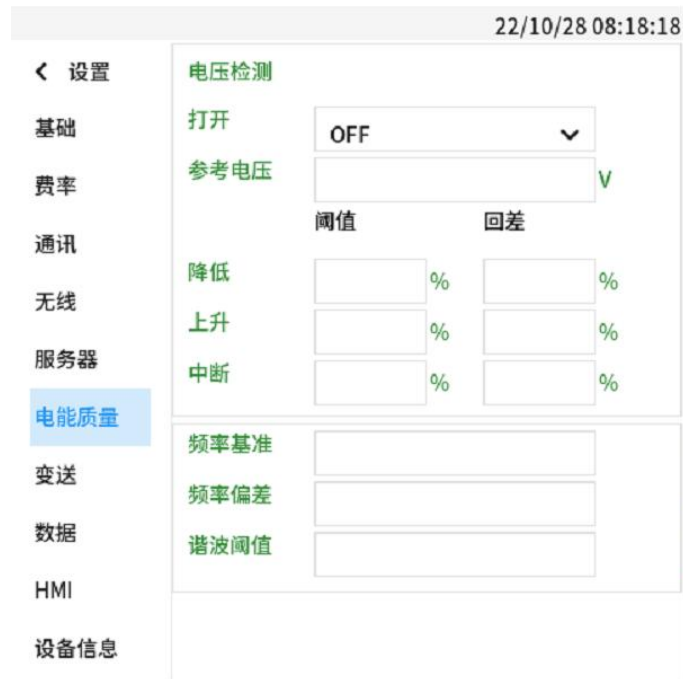 22/10/28 08:18:18
设置
基础
费率
通讯
无线
服务器
电能质量
变送
数据
HMI
设备信息
电压检测
打开 OFF
参考电压 V
阈值 回差
降低 % %
上升 % %
中断 % %
频率基准
频率偏差
谐波阈值